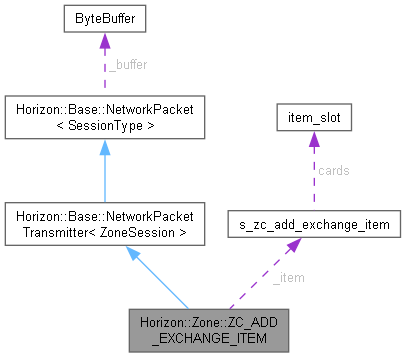 ByteBuffer
_buffer
Horizon::Base::NetworkPacket
< SessionType >
item_slot
cards
Horizon::Base::NetworkPacket
Transmitter< ZoneSession >
s_zc_add_exchange_item
_item
Horizon::Zone::ZC_ADD
_EXCHANGE_ITEM